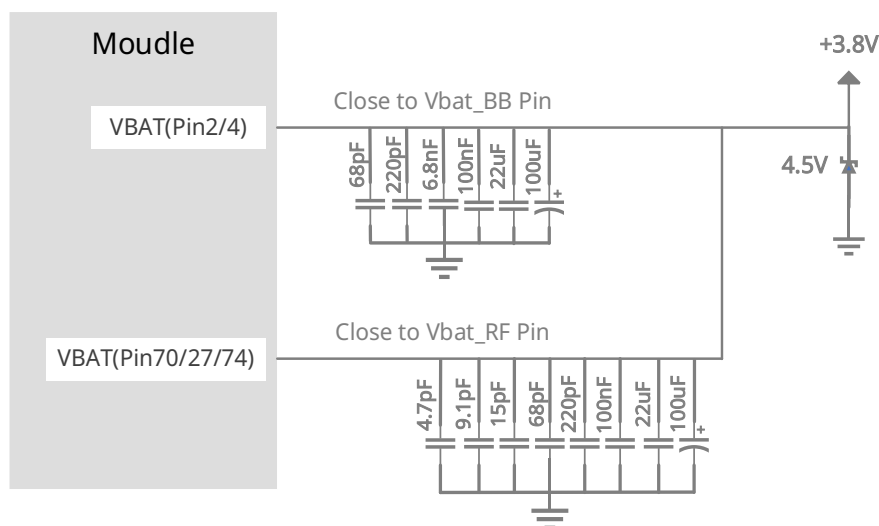 Moudle
+3.8V
Close to Vbat_BB Pin
VBAT(Pin2/4)
68pF
220pF
6.8nF
100nF
22uF
100uF
+
4.5V
Close to Vbat_RF Pin
VBAT(Pin70/27/74)
4.7pF
9.1pF
15pF
68pF
220pF
100nF
22uF
100uF
+